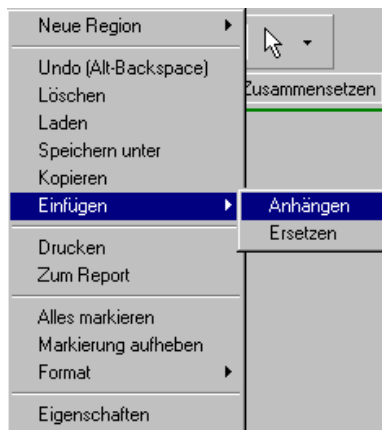 Neue Region
Undo (Alt-Backspace)
Zusammensetzen
Löschen
Laden
Speichern unter
Kopieren
Einfügen
Anhängen
Ersetzen
Drucken
Zum Report
Alles markieren
Markierung aufheben
Format
Eigenschaften